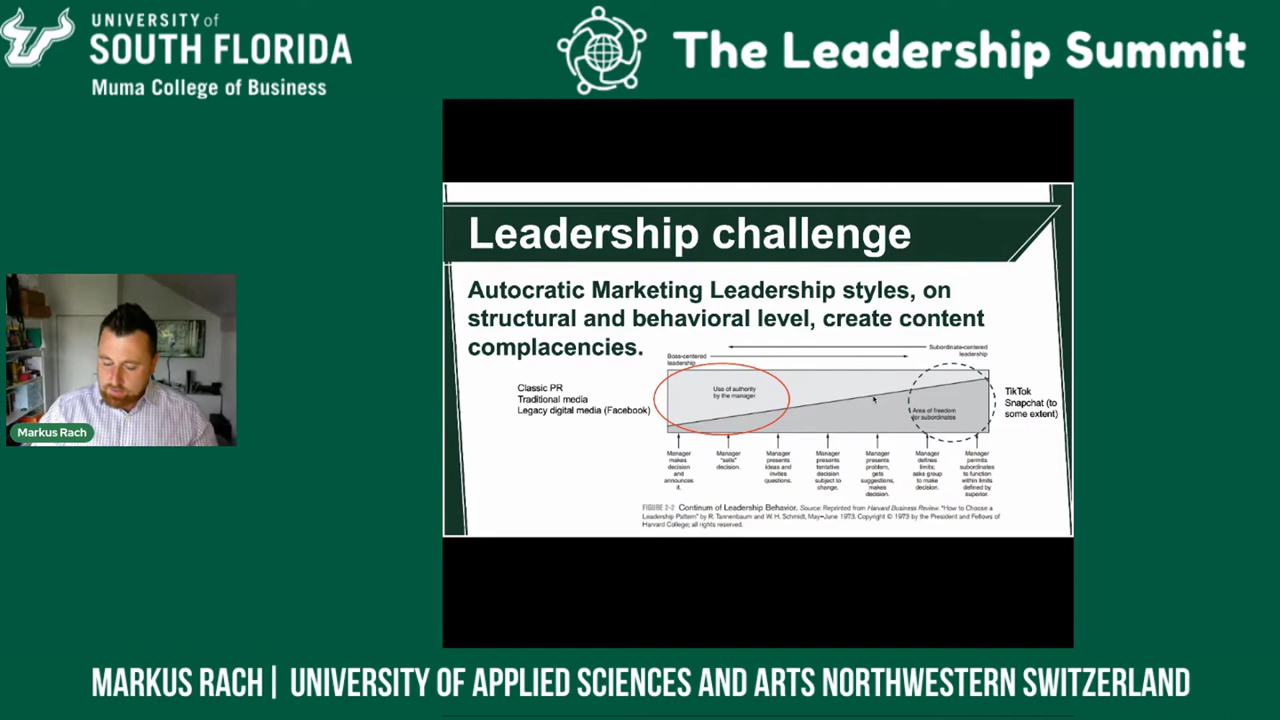 UNIVERSITY of
SOUTH FLORIDA
Muma College of Business
The Leadership Summit
Leadership challenge
Autocratic Marketing Leadership styles, on
structural and behavioral level, create content
complacencies.
Boss-centered
leadership
Subordinate-centered
leadership
Classic PR
Traditional media
Legacy digital media (Facebook)
Use of authority
by the manager
Area of freedom
for subordinates
TikTok
Snapchat (to
some extent)
Manager
makes
decision
and
announces
it.
Manager
"sells"
decision.
Manager
presents
ideas and
invites
questions.
Manager
presents
tentative
decision
subject to
change.
Manager
presents
problem,
gets
suggestions,
makes
decision.
Manager
defines
limits;
asks group
to make
decision.
Manager
permits
subordinates
to function
within limits
defined by
superior.
FIGURE 2-2 Continum of Leadership Behavior. Source: Reprinted from Harvard Business Review. "How to Choose a
Leadership Pattern" by R. Tannenbaum and W. H. Schmidt, May–June 1973. Copyright © 1973 by the President and Fellows of
Harvard College; all rights reserved.
Markus Rach
MARKUS RACH | UNIVERSITY OF APPLIED SCIENCES AND ARTS NORTHWESTERN SWITZERLAND